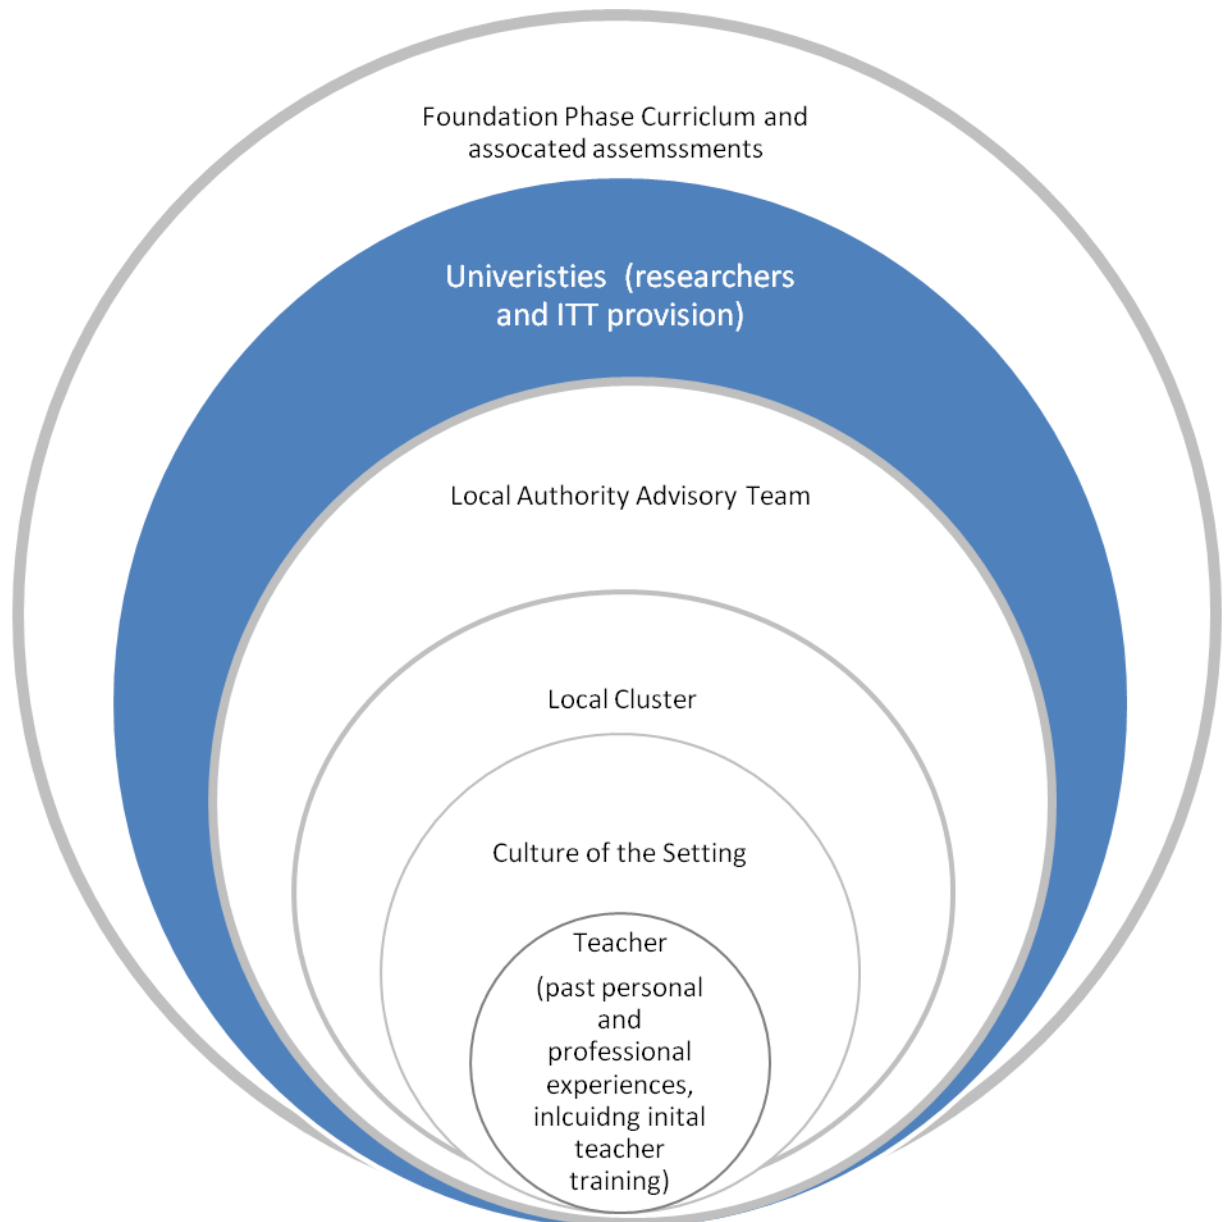 Foundation Phase Curriclum and
assocated assemssments
Univeristies (researchers
and ITT provision)
Local Authority Advisory Team
Local Cluster
Culture of the Setting
Teacher
(past personal
and
professional
experiences,
inlcuidng inital
teacher
training)